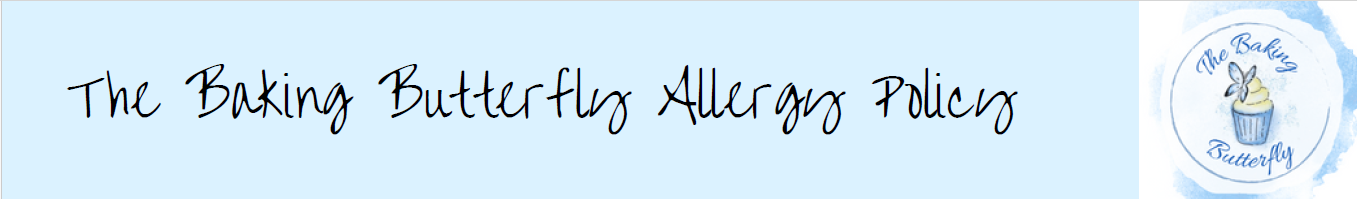 The Baking Butterfly Allergy Policy
The Baking
Butterfly